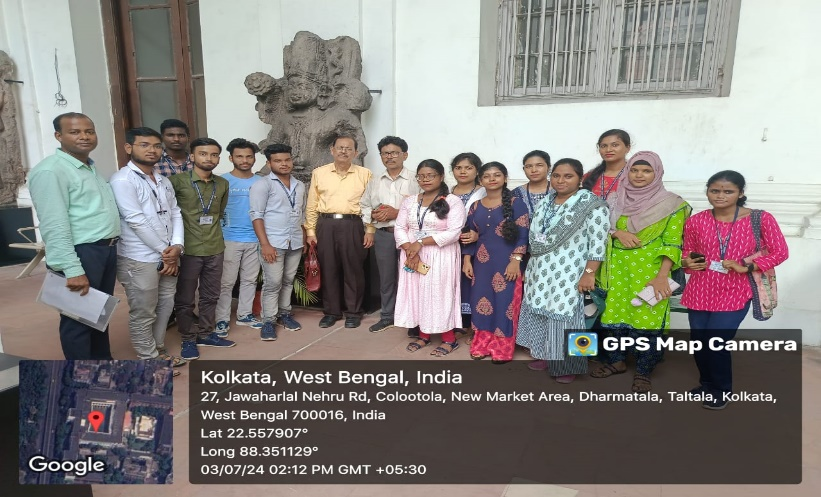 GPS Map Camera
Kolkata, West Bengal, India
27, Jawaharlal Nehru Rd, Colootola, New Market Area, Dharmatala, Taltala, Kolkata,
West Bengal 700016, India
Lat 22.557907°
Long 88.351129°
03/07/24 02:12 PM GMT +05:30
Google